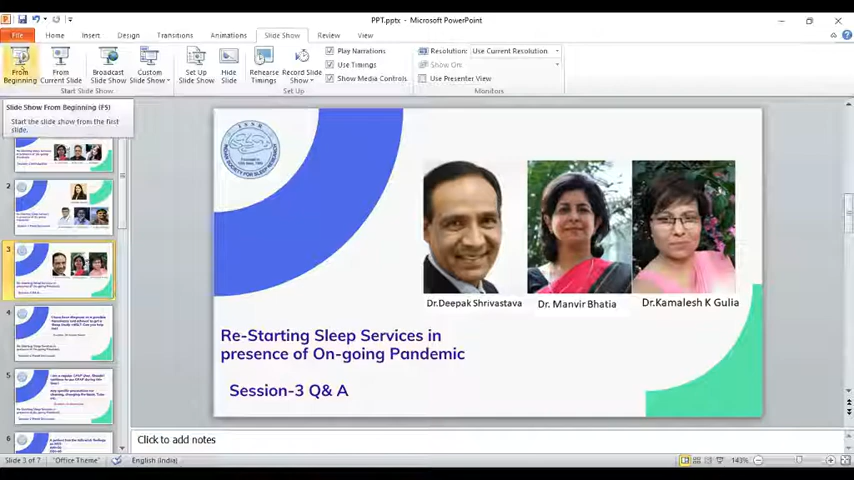 PPT.pptx - Microsoft PowerPoint
File Home Insert Design Transitions Animations Slide Show Review View
From Beginning
From Current Slide
Broadcast Slide Show
Custom Slide Show
Set Up Slide Show
Hide Slide
Rehearse Timings
Record Slide Show
Play Narrations
Use Timings
Show Media Controls
Resolution: Use Current Resolution
Show On:
Use Presenter View
Start Slide Show
Set Up
Monitors
Slide Show From Beginning (F5)
Start the slide show from the first
slide.
2
3
4
5
6
Dr.Deepak Shrivastava
Dr. Manvir Bhatia
Dr.Kamalesh K Gulia
Re-Starting Sleep Services in
presence of On-going Pandemic
Session-3 Q& A
Click to add notes
Slide 3 of 7
"Office Theme"
English (India)
143%